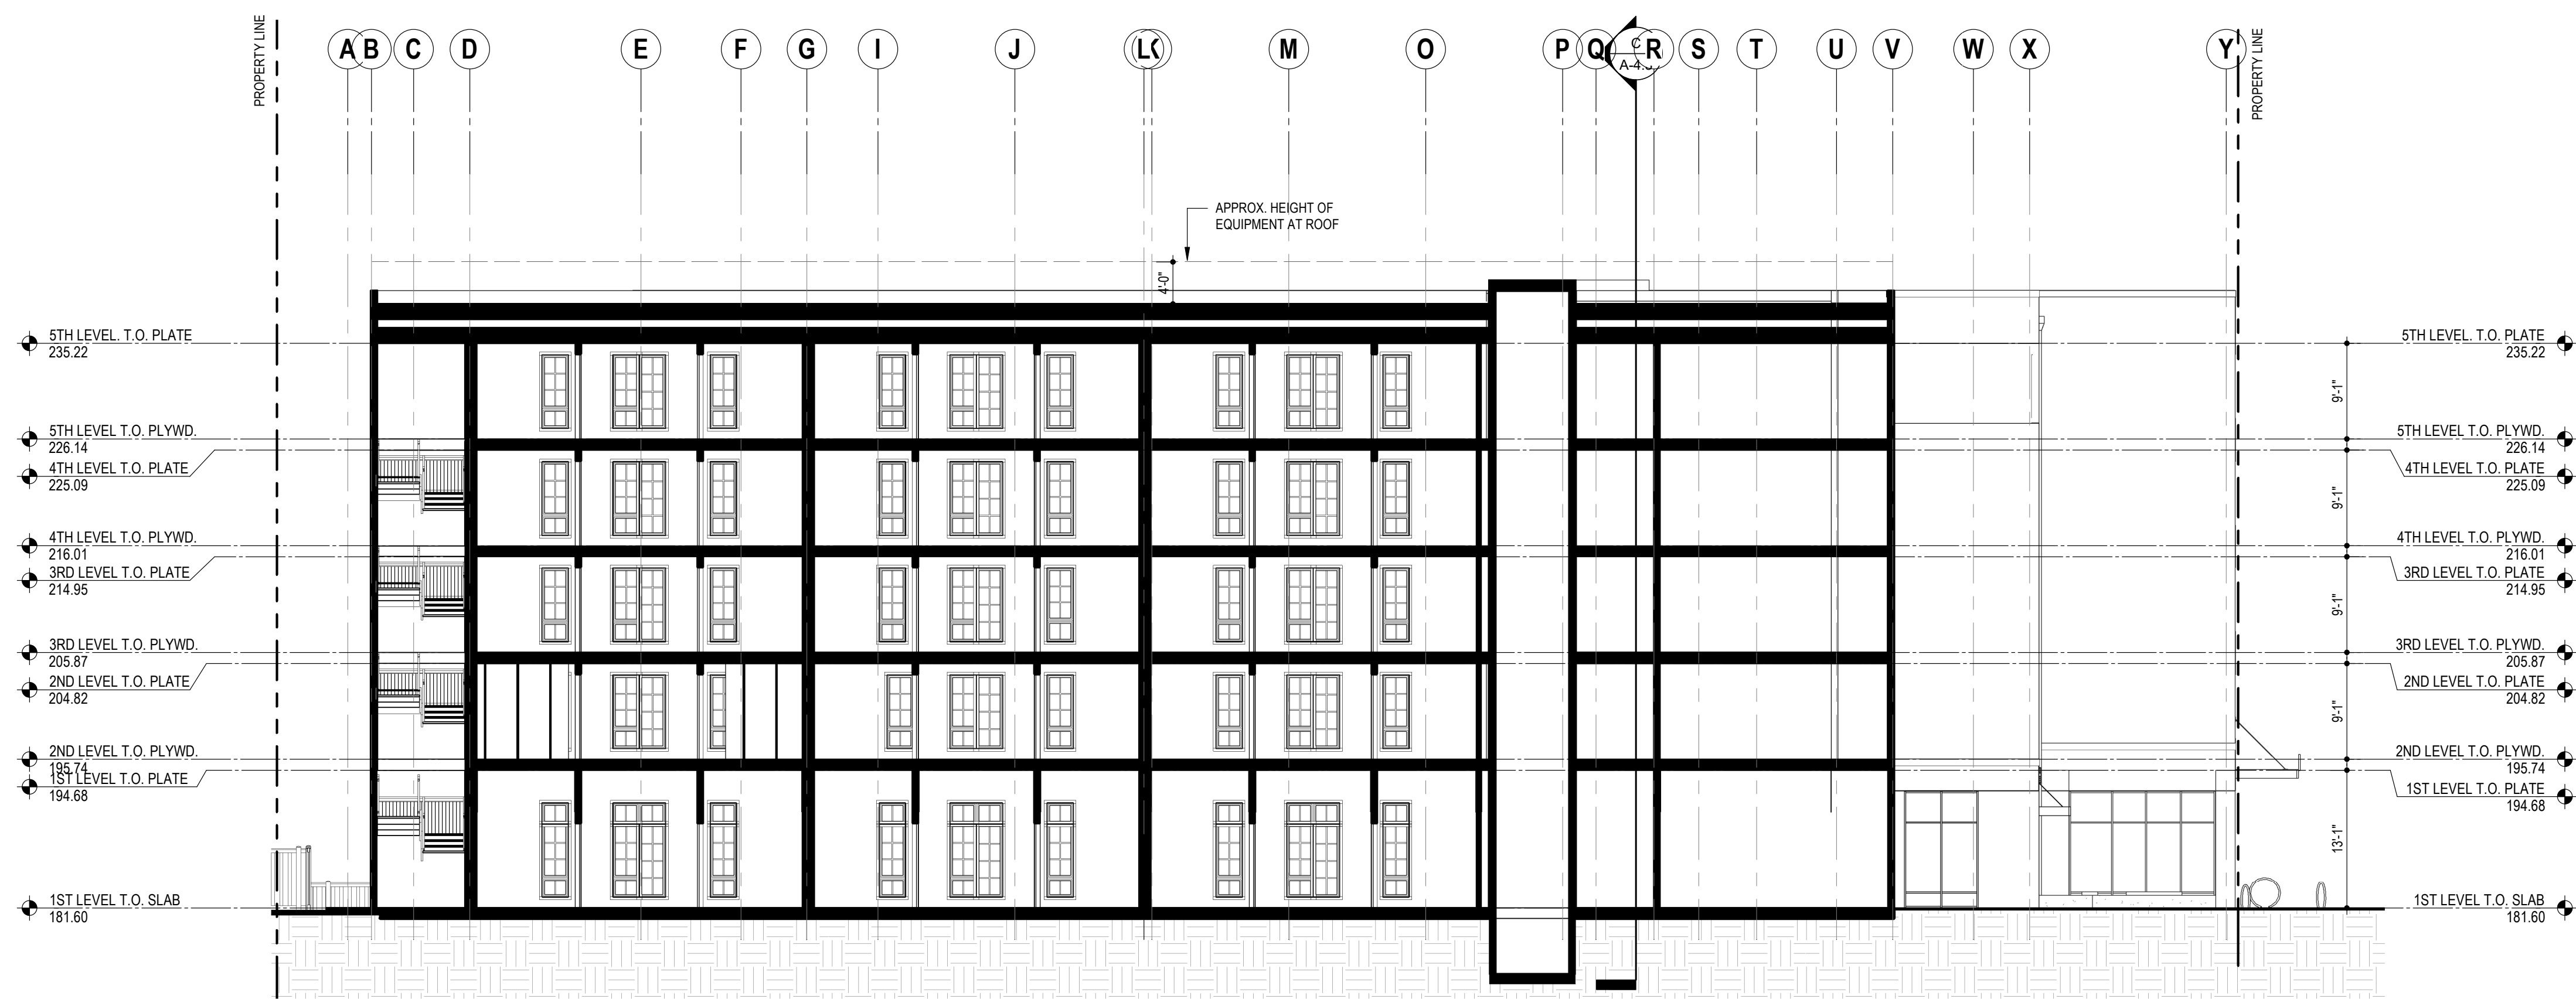 PROPERTY LINE
A
B
C
D
E
F
G
I
J
L
K
M
O
P
Q
C
A-4.3
R
S
T
U
V
W
X
Y
PROPERTY LINE
APPROX. HEIGHT OF
EQUIPMENT AT ROOF
4'-0"
5TH LEVEL. T.O. PLATE
235.22
5TH LEVEL T.O. PLYWD.
226.14
4TH LEVEL T.O. PLATE
225.09
4TH LEVEL T.O. PLYWD.
216.01
3RD LEVEL T.O. PLATE
214.95
3RD LEVEL T.O. PLYWD.
205.87
2ND LEVEL T.O. PLATE
204.82
2ND LEVEL T.O. PLYWD.
195.74
1ST LEVEL T.O. PLATE
194.68
1ST LEVEL T.O. SLAB
181.60
5TH LEVEL. T.O. PLATE
235.22
9'-1"
5TH LEVEL T.O. PLYWD.
226.14
4TH LEVEL T.O. PLATE
225.09
9'-1"
4TH LEVEL T.O. PLYWD.
216.01
3RD LEVEL T.O. PLATE
214.95
9'-1"
3RD LEVEL T.O. PLYWD.
205.87
2ND LEVEL T.O. PLATE
204.82
9'-1"
2ND LEVEL T.O. PLYWD.
195.74
1ST LEVEL T.O. PLATE
194.68
13'-1"
1ST LEVEL T.O. SLAB
181.60